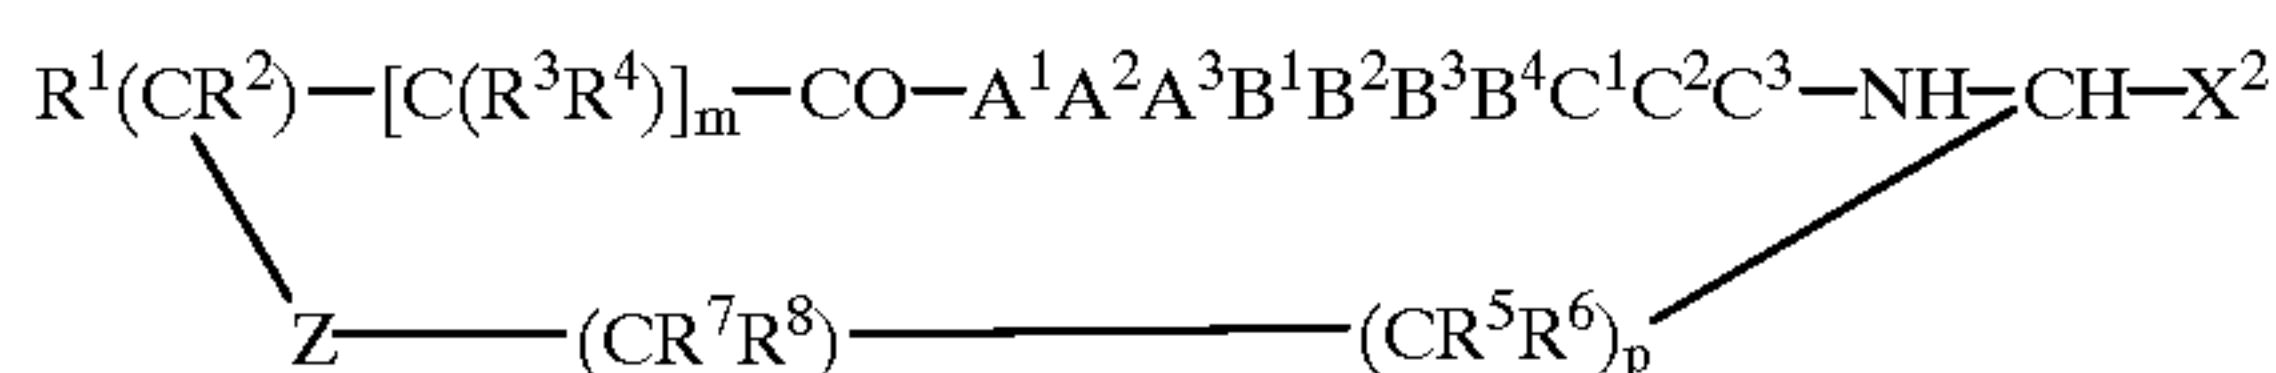 R¹(CR²)—[C(R³R⁴)]ₘ—CO—A¹A²A³B¹B²B³B⁴C¹C²C³—NH—CH—X²
Z—(CR⁷R⁸)—(CR⁵R⁶)ₚ